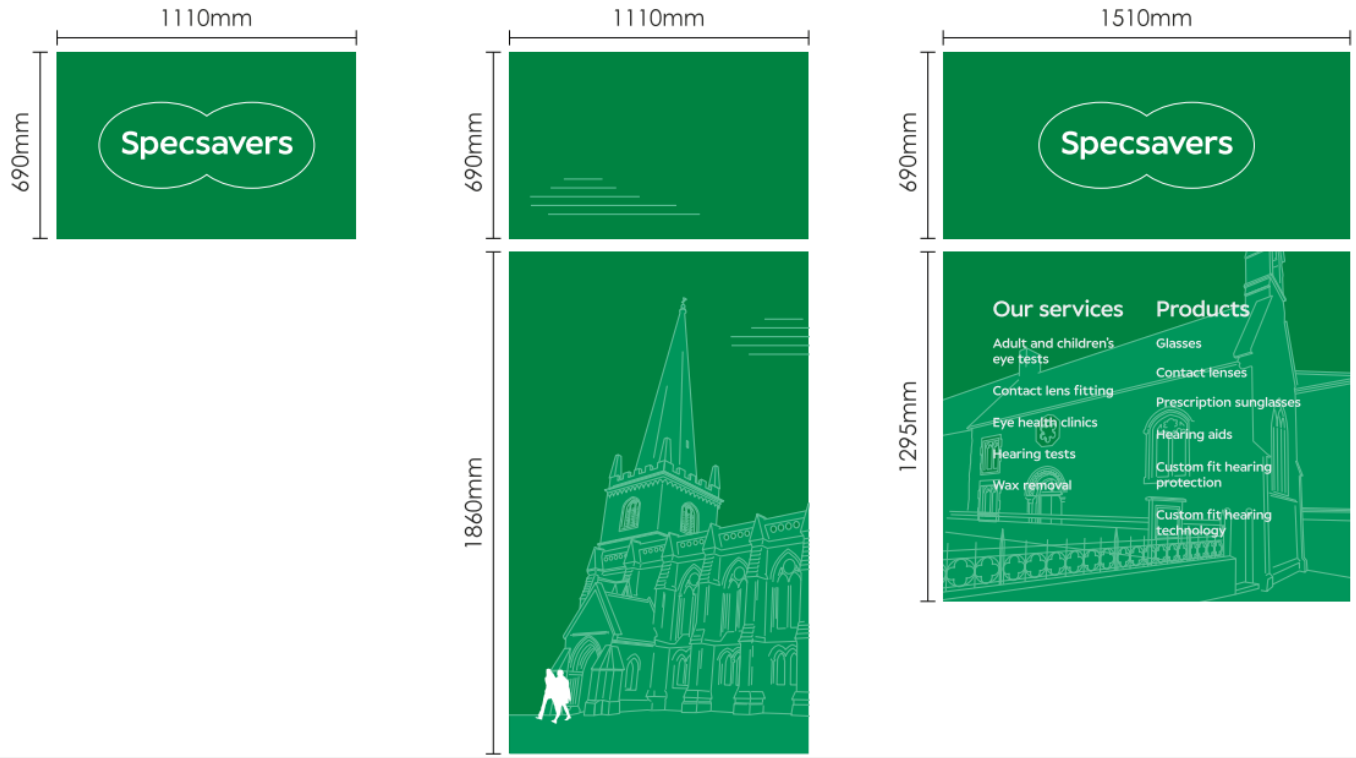 1110mm
1110mm
1510mm
690mm
Specsavers
690mm
690mm
Specsavers
1860mm
1295mm
Our services
Adult and children's
eye tests
Contact lens fitting
Eye health clinics
Hearing tests
Wax removal
Products
Glasses
Contact lenses
Prescription sunglasses
Hearing aids
Custom fit hearing
protection
Custom fit hearing
technology